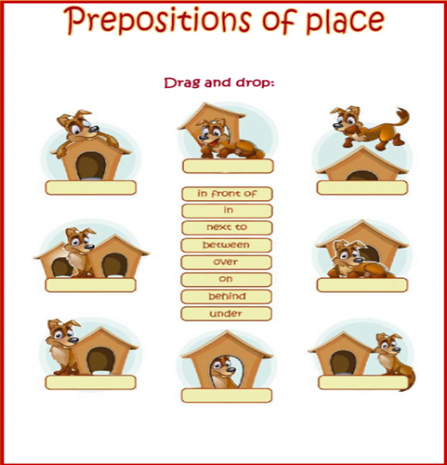 Prepositions of place
Drag and drop:
in front of
in
next to
between
over
on
behind
under